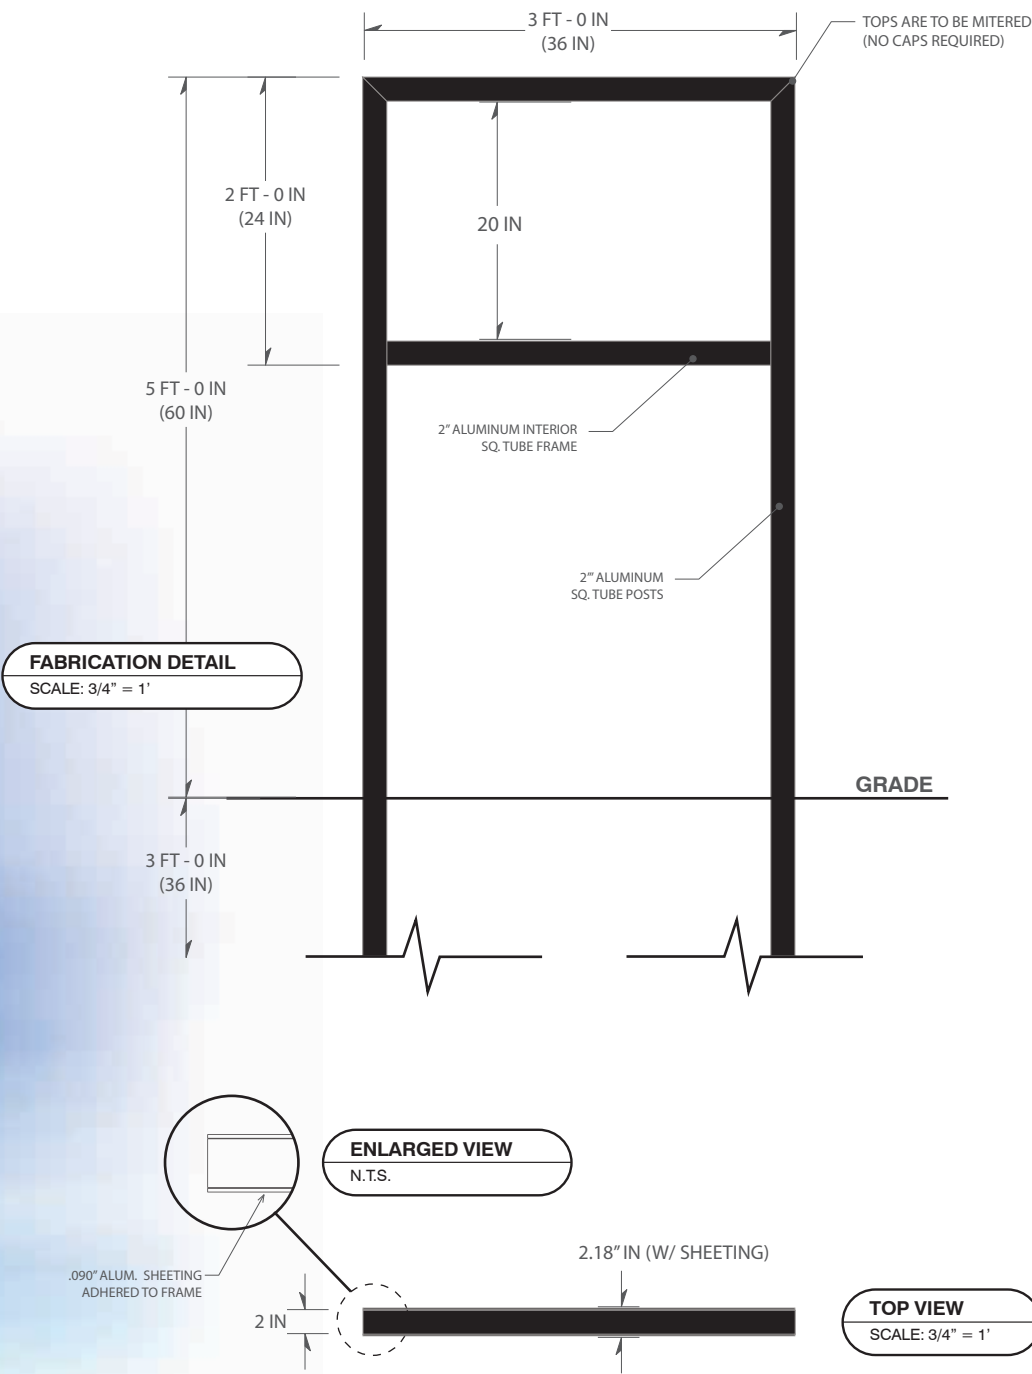 3 FT - 0 IN
(36 IN)
TOPS ARE TO BE MITERED
(NO CAPS REQUIRED)
2 FT - 0 IN
(24 IN)
20 IN
5 FT - 0 IN
(60 IN)
2” ALUMINUM INTERIOR
SQ. TUBE FRAME
2”’ ALUMINUM
SQ. TUBE POSTS
FABRICATION DETAIL
SCALE: 3/4” = 1’
GRADE
3 FT - 0 IN
(36 IN)
ENLARGED VIEW
N.T.S.
.090” ALUM. SHEETING
ADHERED TO FRAME
2.18” IN (W/ SHEETING)
2 IN
TOP VIEW
SCALE: 3/4” = 1’